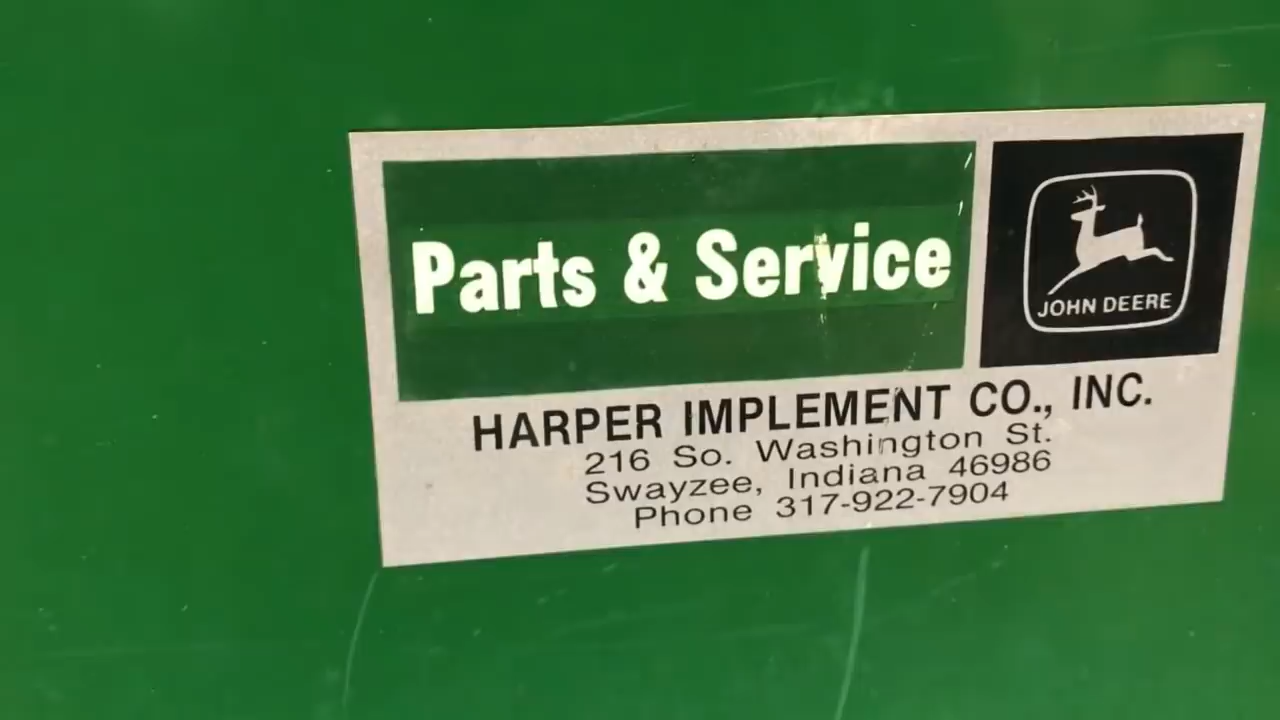 Parts & Service
JOHN DEERE
HARPER IMPLEMENT CO., INC.
216 So. Washington St.
Swayzee, Indiana 46986
Phone 317-922-7904